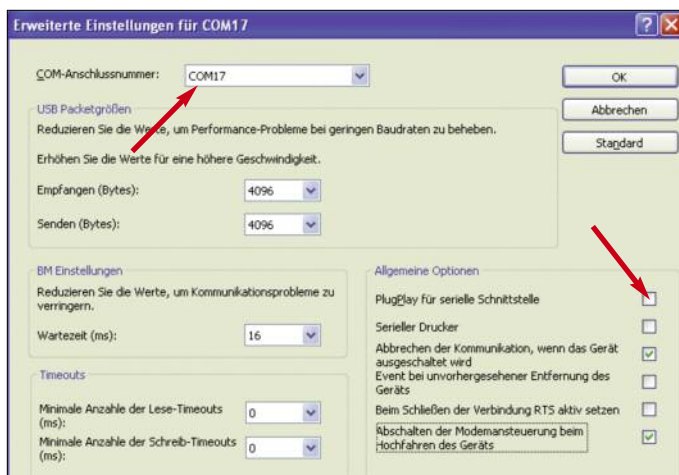 Erweiterte Einstellungen für COM17
COM-Anschlussnummer:
COM17
OK
Abbrechen
Standard
USB Packetgrößen
Reduzieren Sie die Werte, um Performance-Probleme bei geringen Baudraten zu beheben.
Erhöhen Sie die Werte für eine höhere Geschwindigkeit.
Empfangen (Bytes):
4096
Senden (Bytes):
4096
BM Einstellungen
Reduzieren Sie die Werte, um Kommunikationsprobleme zu
verringern.
Wartezeit (ms):
16
Timeouts
Minimale Anzahle der Lese-Timeouts
(ms):
0
Minimale Anzahle der Schreib-Timeouts
(ms):
0
Allgemeine Optionen
PlugPlay für serielle Schnittstelle
Serieller Drucker
Abbrechen der Kommunikation, wenn das Gerät
ausgeschaltet wird
Event bei unvorhergesehener Entfernung des
Geräts
Beim Schließen der Verbindung RTS aktiv setzen
Abschalten der Modemansteuerung beim
Hochfahren des Geräts